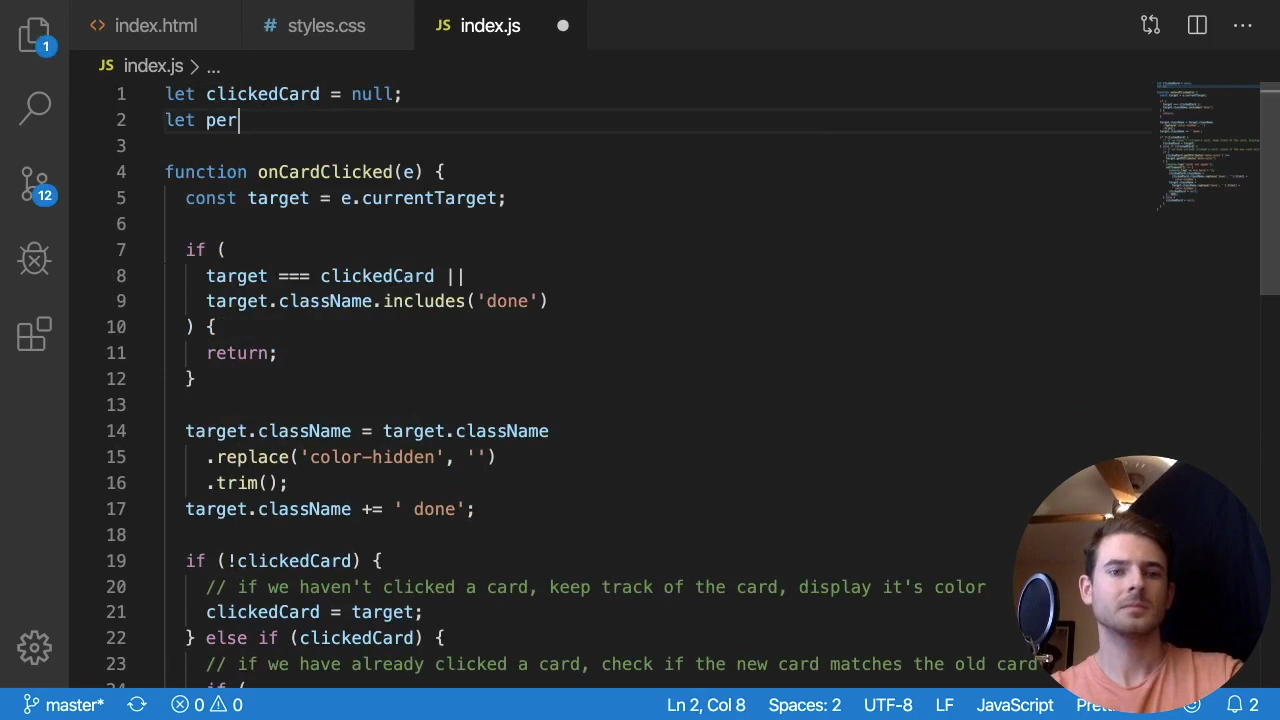 1
index.html
# styles.css
JS index.js
JS index.js > ...
12
1 let clickedCard = null;
2 let per
3
4 function onCardClicked(e) {
5 const target = e.currentTarget;
6
7 if (
8 target === clickedCard ||
9 target.className.includes('done')
10 ) {
11 return;
12 }
13
14 target.className = target.className
15 .replace('color-hidden', '')
16 .trim();
17 target.className += ' done';
18
19 if (!clickedCard) {
20 // if we haven't clicked a card, keep track of the card, display it's color
21 clickedCard = target;
22 } else if (clickedCard) {
23 // if we have already clicked a card, check if the new card matches the old card
master* 0 0 Ln 2, Col 8 Spaces: 2 UTF-8 LF JavaScript 2